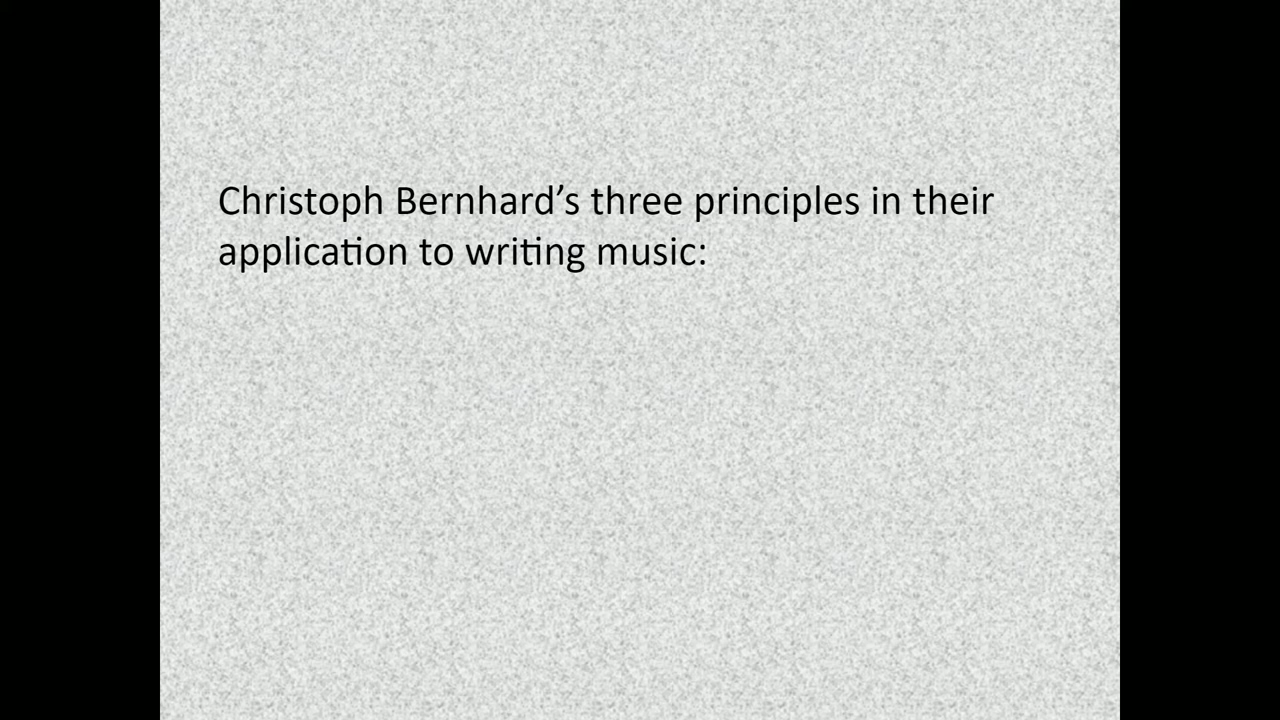 Christoph Bernhard’s three principles in their
application to writing music: